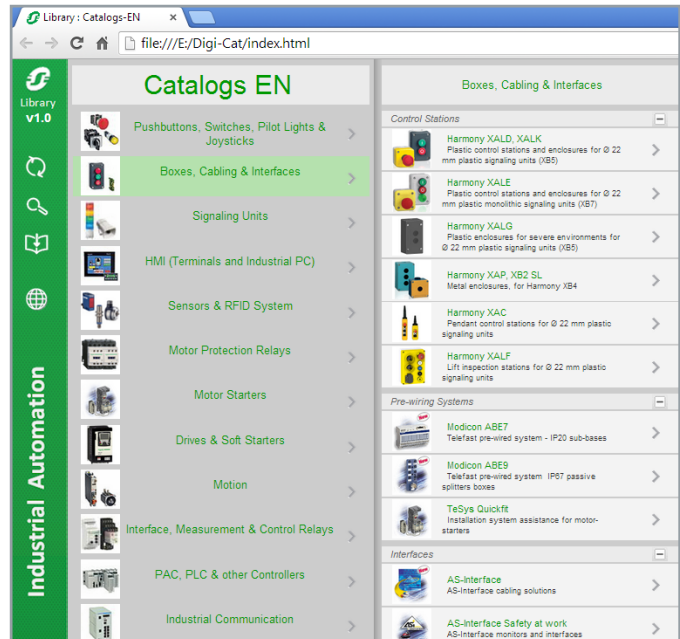 Library : Catalogs-EN
file:///E:/Digi-Cat/index.html
Library
v1.0
Industrial Automation
Catalogs EN
Pushbuttons, Switches, Pilot Lights &
Joysticks
Boxes, Cabling & Interfaces
Signaling Units
HMI (Terminals and Industrial PC)
Sensors & RFID System
Motor Protection Relays
Motor Starters
Drives & Soft Starters
Motion
Interface, Measurement & Control Relays
PAC, PLC & other Controllers
Industrial Communication
Boxes, Cabling & Interfaces
Control Stations
Harmony XALD, XALK
Plastic control stations and enclosures for Ø 22
mm plastic signaling units (XB5)
Harmony XALE
Plastic control stations and enclosures for Ø 22
mm plastic monolithic signaling units (XB7)
Harmony XALG
Plastic enclosures for severe environments for
Ø 22 mm plastic signaling units (XB5)
Harmony XAP, XB2 SL
Metal enclosures, for Harmony XB4
Harmony XAC
Pendant control stations for Ø 22 mm plastic
signaling units
Harmony XALF
Lift inspection stations for Ø 22 mm plastic
signaling units
Pre-wiring Systems
Modicon ABE7
Telefast pre-wired system - IP20 sub-bases
Modicon ABE9
Telefast pre-wired system IP67 passive
splitters boxes
TeSys Quickfit
Installation system assistance for motor-
starters
Interfaces
AS-Interface
AS-Interface cabling solutions
AS-Interface Safety at work
AS-Interface monitors and interfaces